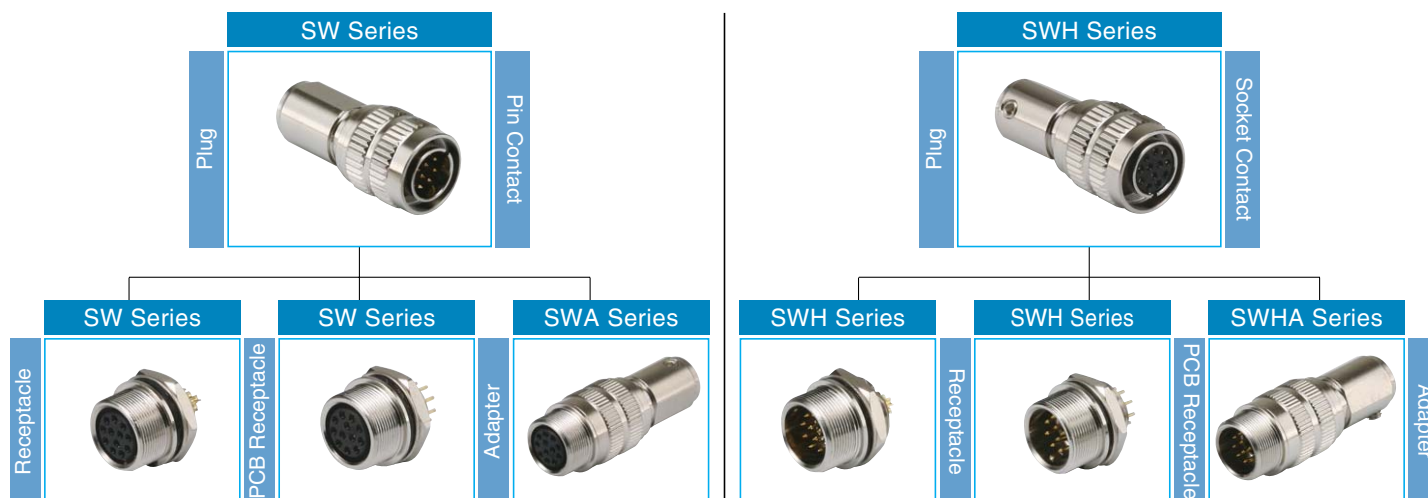 SW Series
Plug
Pin Contact
SW Series
Receptacle
SW Series
PCB Receptacle
SWA Series
Adapter
SWH Series
Plug
Socket Contact
SWH Series
Receptacle
SWH Series
PCB Receptacle
SWHA Series
Adapter